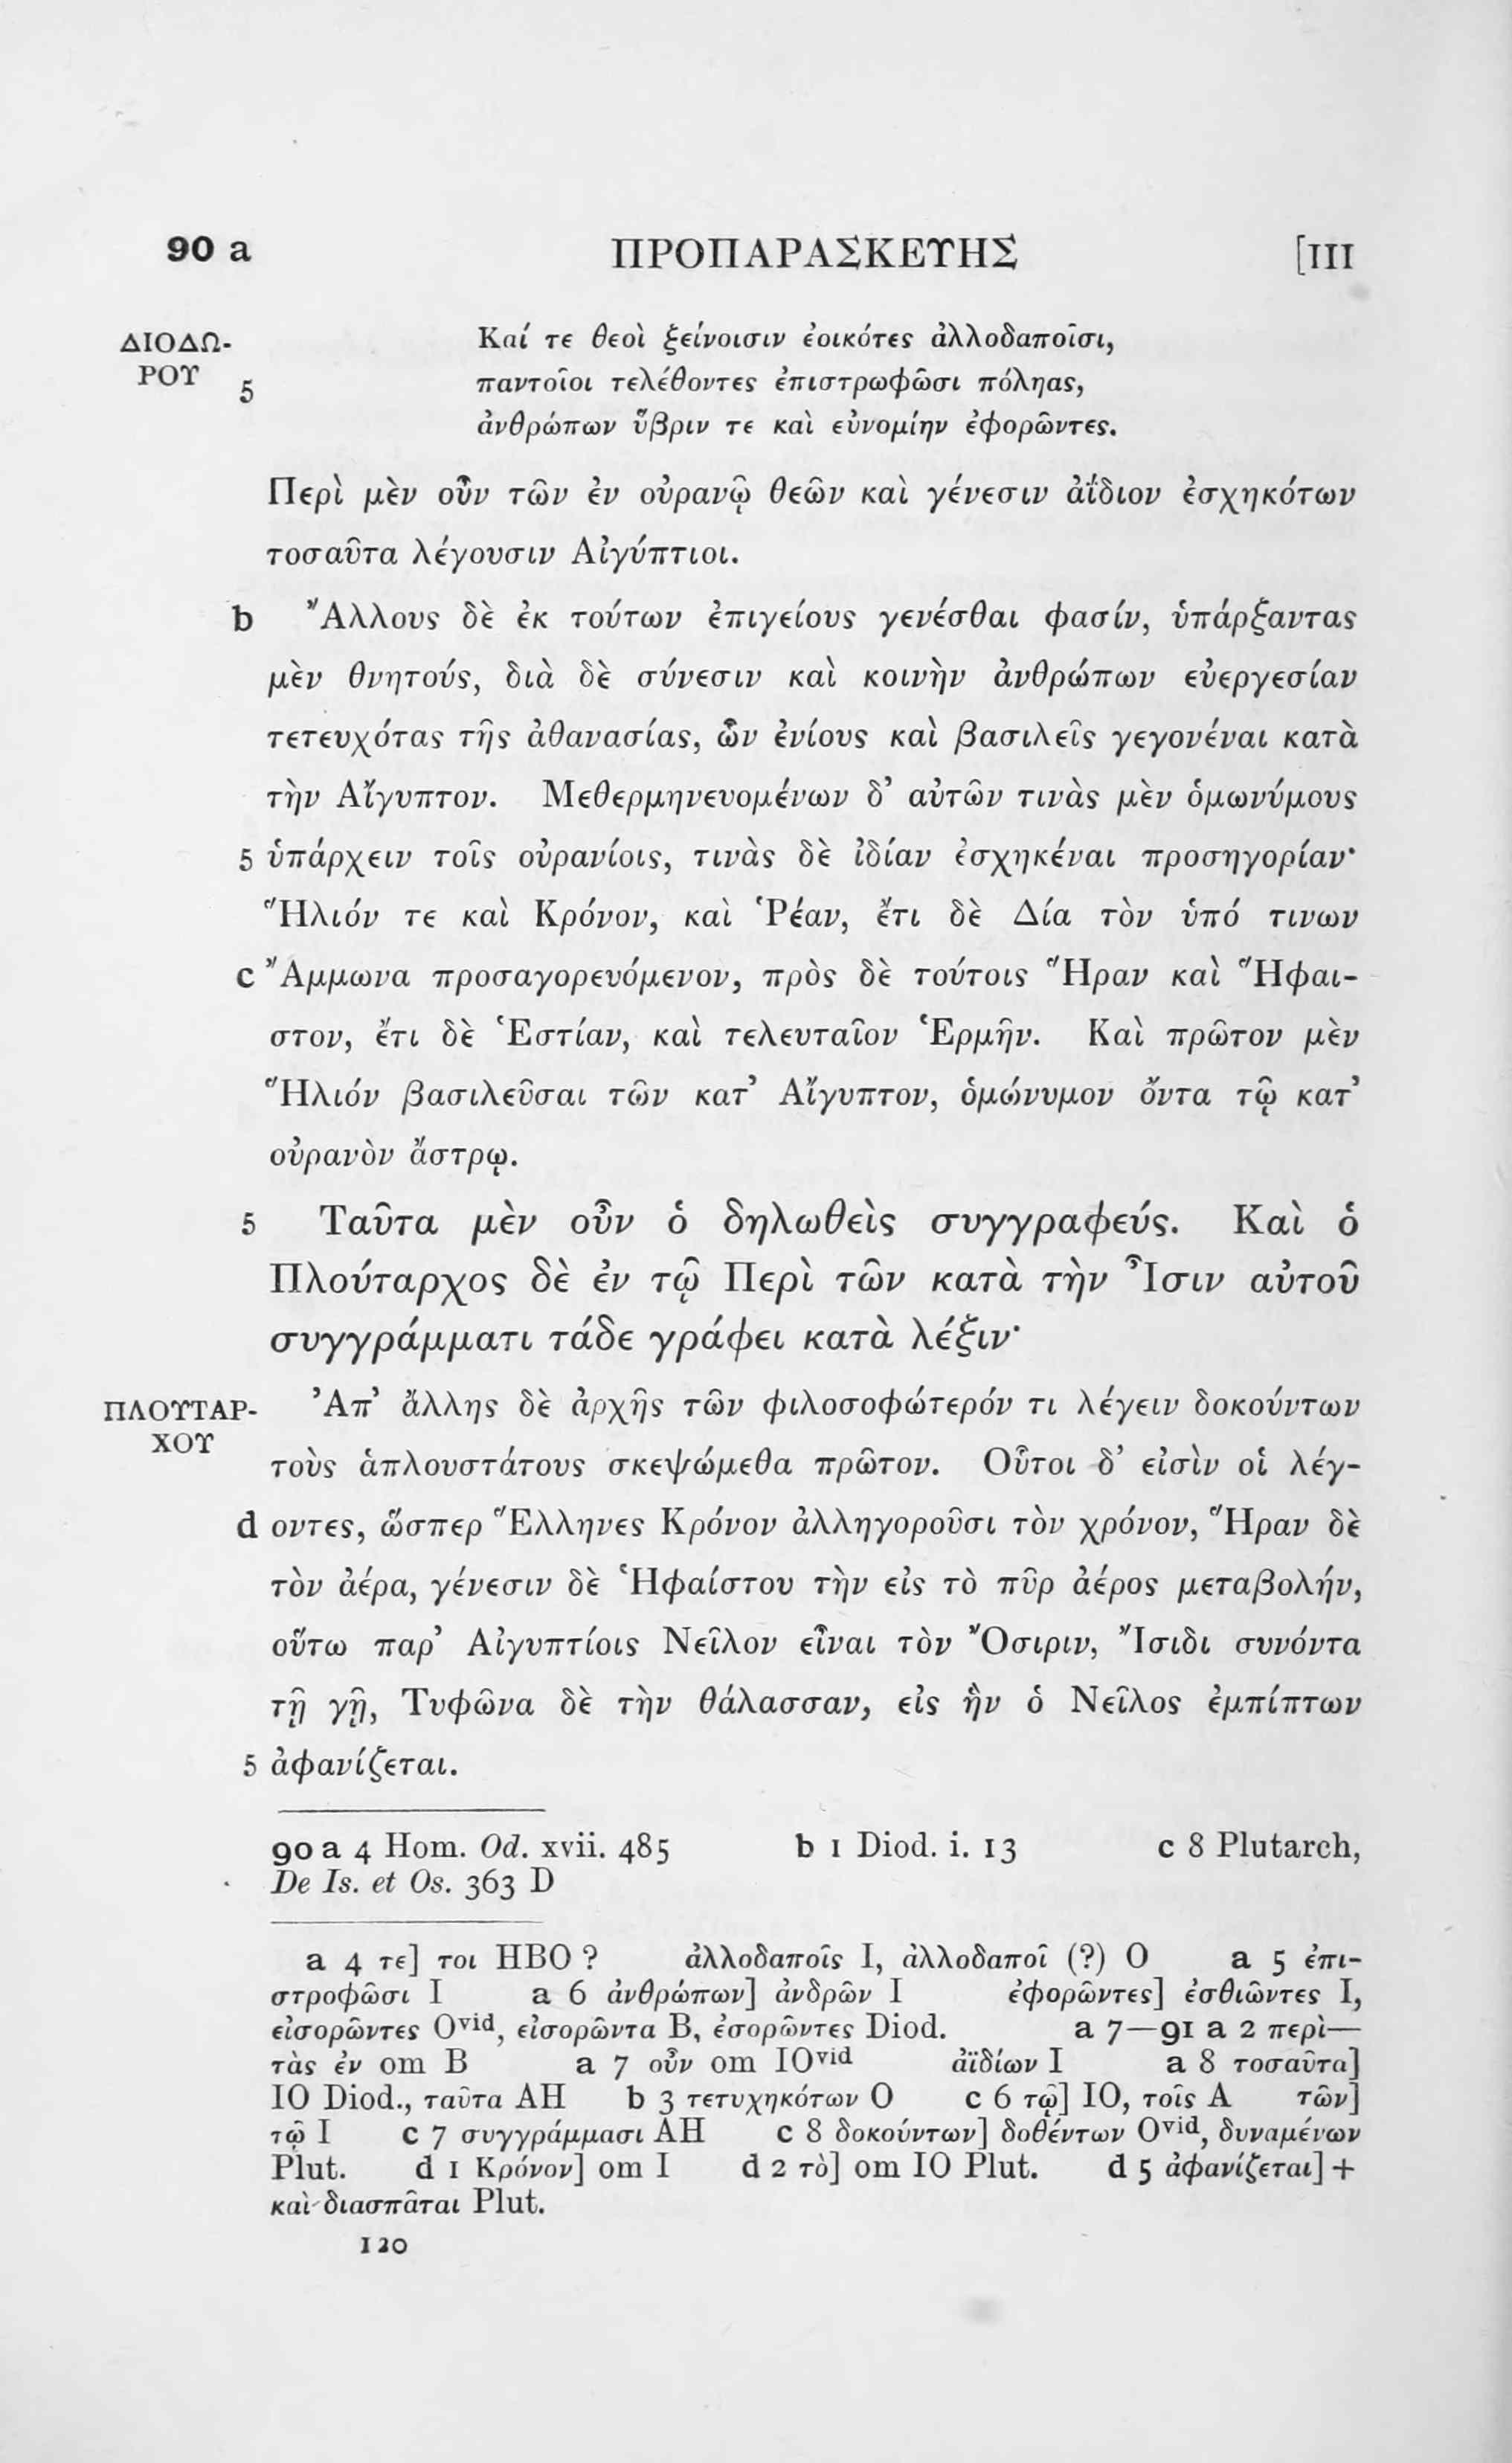 90 a ΠΡΟΠΑΡΑΣΚΕΥΗΣ [III
ΔΙΟΔΩ- Καί τε θεοὶ ξείνοισιν ἐοικότες ἀλλοδαποῖσι,
ΡΟΥ 5 παντοῖοι τελέθοντες ἐπιστρωφῶσι πόληας,
ἀνθρώπων ὕβριν τε καὶ εὐνομίην ἐφορῶντες.
Περὶ μὲν οὖν τῶν ἐν οὐρανῷ θεῶν καὶ γένεσιν ἀΐδιον ἐσχηκότων
τοσαῦτα λέγουσιν Αἰγύπτιοι.
b Ἄλλους δὲ ἐκ τούτων ἐπιγείους γενέσθαι φασίν, ὑπάρξαντας
μὲν θνητούς, διὰ δὲ σύνεσιν καὶ κοινὴν ἀνθρώπων εὐεργεσίαν
τετευχότας τῆς ἀθανασίας, ὧν ἐνίους καὶ βασιλεῖς γεγονέναι κατὰ
τὴν Αἴγυπτον. Μεθερμηνευομένων δ’ αὐτῶν τινὰς μὲν ὁμωνύμους
5 ὑπάρχειν τοῖς οὐρανίοις, τινὰς δὲ ἰδίαν ἐσχηκέναι προσηγορίαν·
Ἥλιόν τε καὶ Κρόνον, καὶ Ῥέαν, ἔτι δὲ Δία τὸν ὑπό τινων
c Ἄμμωνα προσαγορευόμενον, πρὸς δὲ τούτοις Ἥραν καὶ Ἥφαι-
στον, ἔτι δὲ Ἑστίαν, καὶ τελευταῖον Ἑρμῆν. Καὶ πρῶτον μὲν
Ἥλιόν βασιλεῦσαι τῶν κατ’ Αἴγυπτον, ὁμώνυμον ὄντα τῷ κατ’
οὐρανὸν ἄστρῳ.
5 Ταῦτα μὲν οὖν ὁ δηλωθεὶς συγγραφεύς. Καὶ ὁ
Πλούταρχος δὲ ἐν τῷ Περὶ τῶν κατὰ τὴν Ἶσιν αὐτοῦ
συγγράμματι τάδε γράφει κατὰ λέξιν·
ΠΛΟΥΤΑΡ- Ἀπ’ ἄλλης δὲ ἀρχῆς τῶν φιλοσοφώτερόν τι λέγειν δοκούντων
ΧΟΥ τοὺς ἁπλουστάτους σκεψώμεθα πρῶτον. Οὗτοι δ’ εἰσὶν οἱ λέγ-
d οντες, ὥσπερ Ἕλληνες Κρόνον ἀλληγοροῦσι τὸν χρόνον, Ἥραν δὲ
τὸν ἀέρα, γένεσιν δὲ Ἡφαίστου τὴν εἰς τὸ πῦρ ἀέρος μεταβολήν,
οὕτω παρ’ Αἰγυπτίοις Νεῖλον εἶναι τὸν Ὄσιριν, Ἴσιδι συνόντα
τῇ γῇ, Τυφῶνα δὲ τὴν θάλασσαν, εἰς ἣν ὁ Νεῖλος ἐμπίπτων
5 ἀφανίζεται.
90 a 4 Hom. Od. xvii. 485 b 1 Diod. i. 13 c 8 Plutarch,
De Is. et Os. 363 D
a 4 τε] τοι HBO ? ἀλλοδαποῖς I, ἀλλοδαποῖ (?) O a 5 ἐπι-
στροφῶσι I a 6 ἀνθρώπων] ἀνδρῶν I ἐφορῶντες] ἐσθιῶντες I,
εἰσορῶντες Ovid, εἰσορῶντα B, ἐσορῶντες Diod. a 7—91 a 2 περὶ—
τὰς ἐν om B a 7 οὖν om IOvid ἀϊδίων I a 8 τοσαῦτα]
IO Diod., ταῦτα AH b 3 τετυχηκότων O c 6 τῷ] IO, τοῖς A τῶν]
τῷ I c 7 συγγράμμασι AH c 8 δοκούντων] δοθέντων Ovid, δυναμένων
Plut. d 1 Κρόνον] om I d 2 τὸ] om IO Plut. d 5 ἀφανίζεται] +
καὶ διασπᾶται Plut.
120